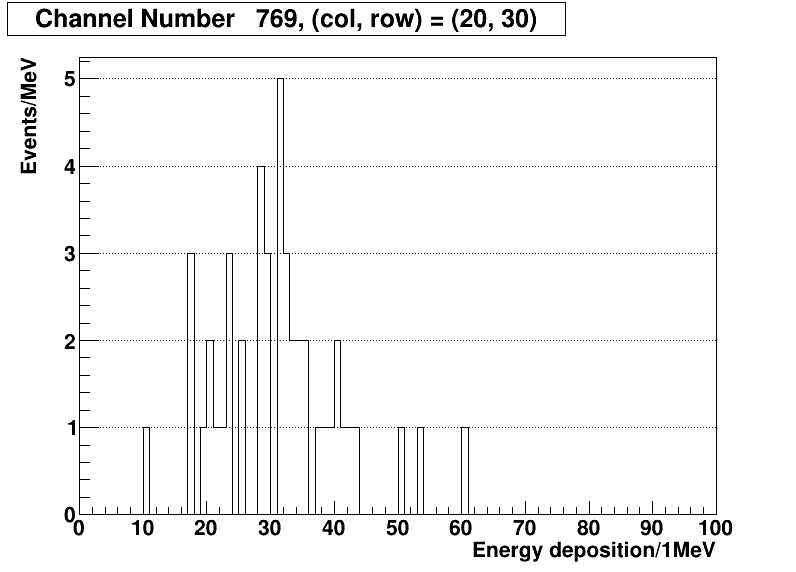 Channel Number 769, (col, row) = (20, 30)
Events/MeV
5
4
3
2
1
0
0 10 20 30 40 50 60 70 80 90 100
Energy deposition/1MeV